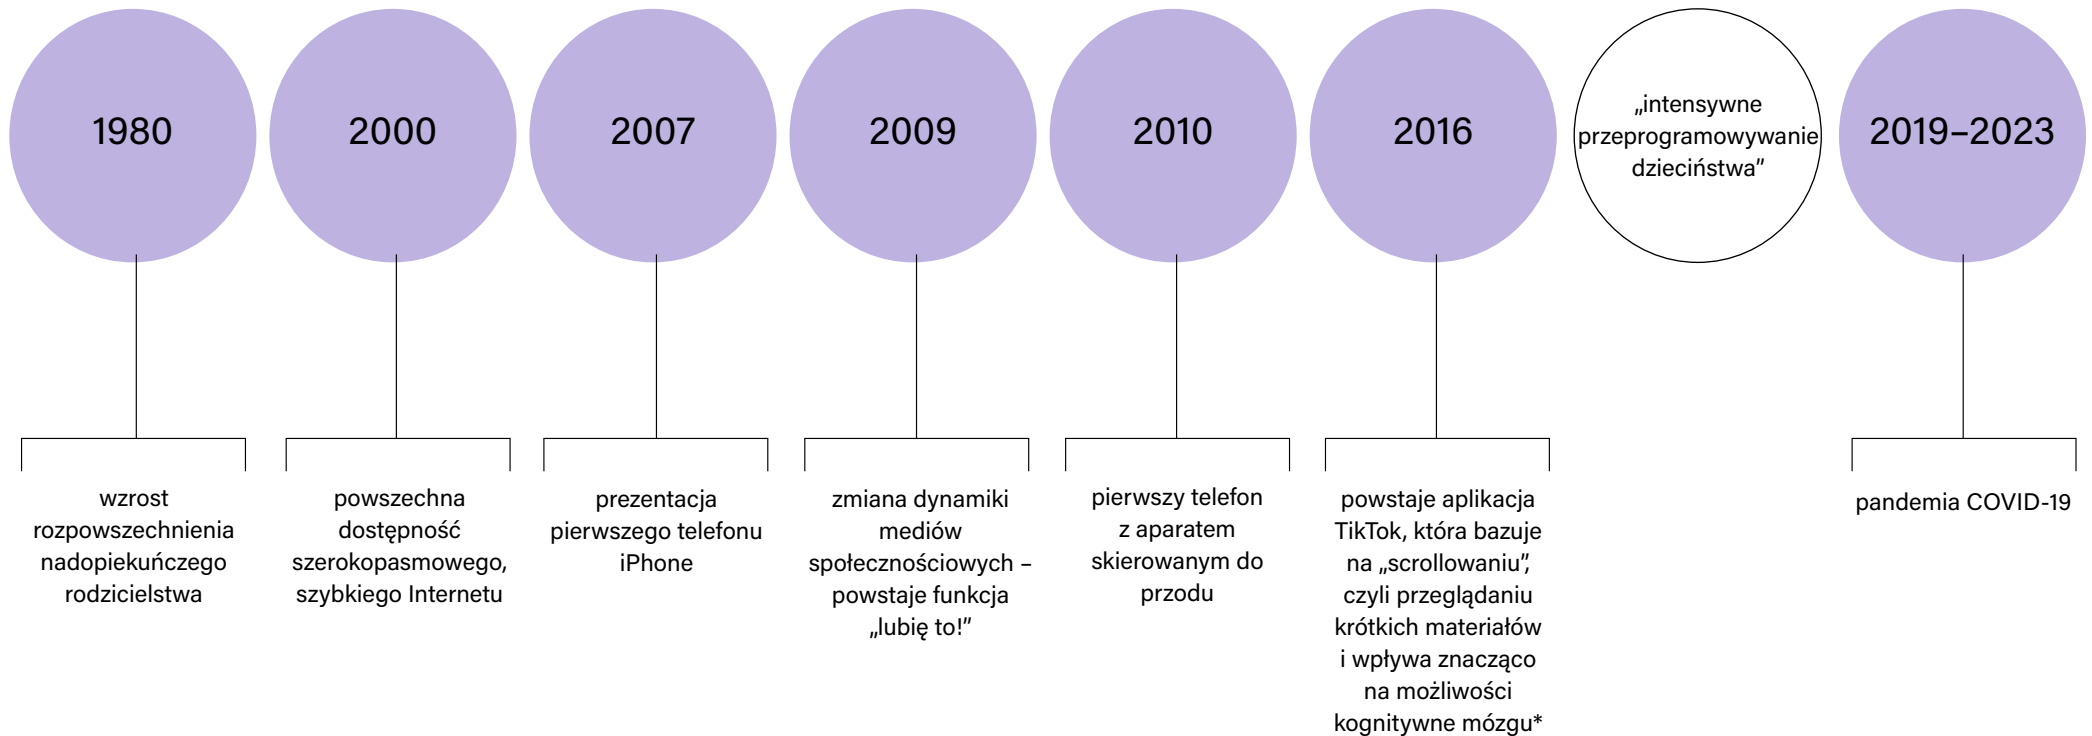 1980
2000
2007
2009
2010
2016
„intensywne
przeprogramowywanie
dzieciństwa”
2019–2023
wzrost
rozpowszechnienia
nadopiekuńczego
rodzicielstwa
powszechna
dostępność
szerokopasmowego,
szybkiego Internetu
prezentacja
pierwszego telefonu
iPhone
zmiana dynamiki
mediów
społecznościowych –
powstaje funkcja
„lubię to!”
pierwszy telefon
z aparatem
skierowanym do
przodu
powstaje aplikacja
TikTok, która bazuje
na „scrollowaniu”,
czyli przeglądaniu
krótkich materiałów
i wpływa znacząco
na możliwości
kognitywne mózgu*
pandemia COVID-19